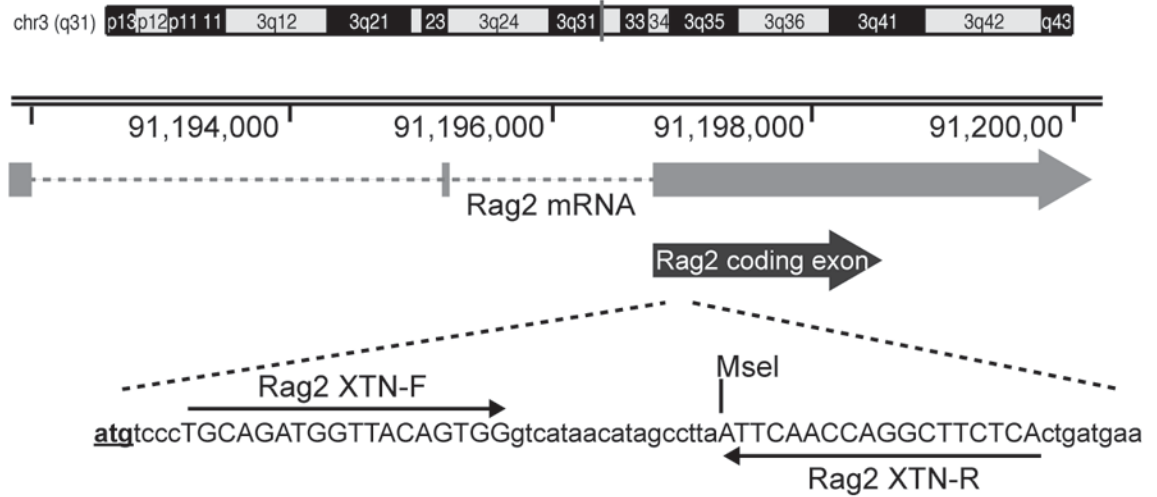 chr3 (q31) p13 p12 p11 11 3q12 3q21 23 3q24 3q31 33 34 3q35 3q36 3q41 3q42 q43
91,194,000 91,196,000 91,198,000 91,200,00
Rag2 mRNA
Rag2 coding exon
MseI
Rag2 XTN-F
atgtcccTGCAGATGGTTACAGTGGgtcataacatagccttaATTCAACCAGGCTTCTCActgatgaa
Rag2 XTN-R